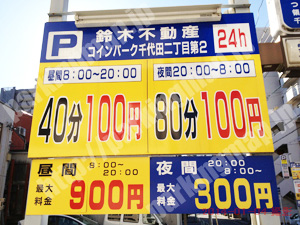 P 鈴木不動産
コインパーク千代田二丁目第2 24h
昼間 8:00~20:00 夜間 20:00~8:00
40分100円 80分100円
昼間 8:00~20:00 夜間 20:00~8:00
最大料金 900円 最大料金 300円